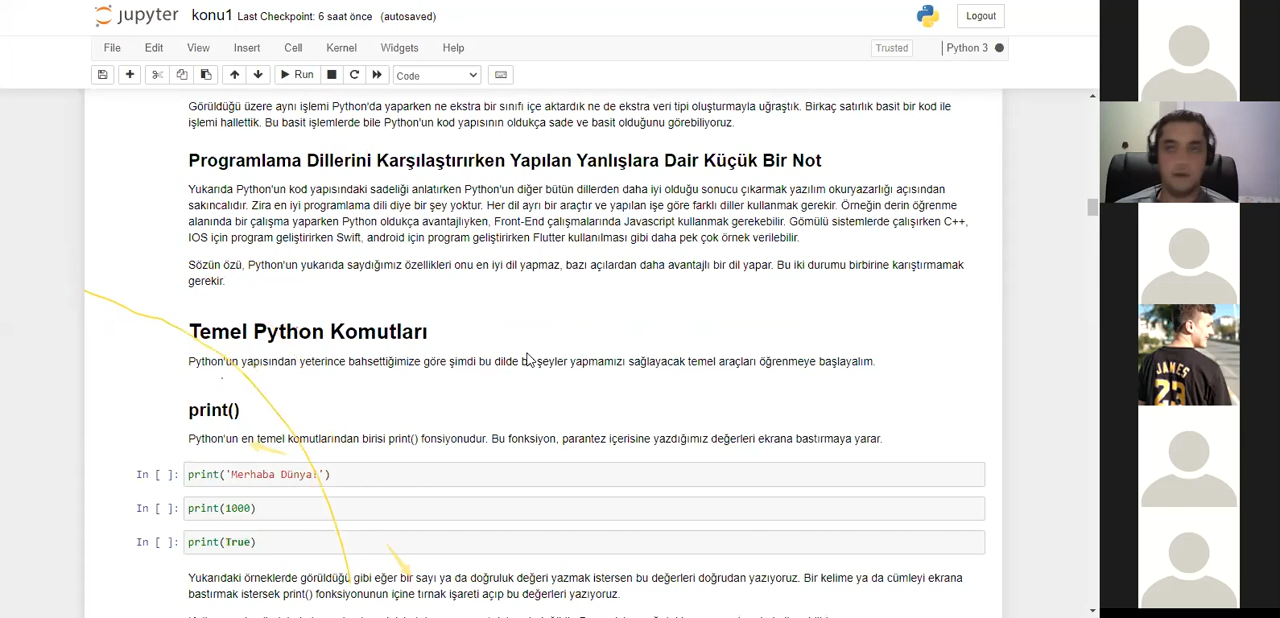 jupyter konu1 Last Checkpoint: 6 saat önce (autosaved) Logout
File Edit View Insert Cell Kernel Widgets Help Trusted Python 3
Run Code
Görüldüğü üzere aynı işlemi Python'da yaparken ne ekstra bir sınıfı içe aktardık ne de ekstra veri tipi oluşturmayla uğraştık. Birkaç satırlık basit bir kod ile
işlemi hallettik. Bu basit işlemlerde bile Python'un kod yapısının oldukça sade ve basit olduğunu görebiliyoruz.
Programlama Dillerini Karşılaştırırken Yapılan Yanlışlara Dair Küçük Bir Not
Yukarıda Python'un kod yapısındaki sadeliği anlatırken Python'un diğer bütün dillerden daha iyi olduğu sonucu çıkarmak yazılım okuryazarlığı açısından
sakıncalıdır. Zira en iyi programlama dili diye bir şey yoktur. Her dil ayrı bir araçtır ve yapılan işe göre farklı diller kullanmak gerekir. Örneğin derin öğrenme
alanında bir çalışma yaparken Python oldukça avantajlıyken, Front-End çalışmalarında Javascript kullanmak gerekebilir. Gömülü sistemlerde çalışırken C++,
IOS için program geliştirirken Swift, android için program geliştirirken Flutter kullanılması gibi daha pek çok örnek verilebilir.
Sözün özü, Python'un yukarıda saydığımız özellikleri onu en iyi dil yapmaz, bazı açılardan daha avantajlı bir dil yapar. Bu iki durumu birbirine karıştırmamak
gerekir.
Temel Python Komutları
Python'un yapısından yeterince bahsettiğimize göre şimdi bu dilde şeyler yapmamızı sağlayacak temel araçları öğrenmeye başlayalım.
print()
Python'un en temel komutlarından birisi print() fonsiyonudur. Bu fonksiyon, parantez içerisine yazdığımız değerleri ekrana bastırmaya yarar.
In [ ]: print('Merhaba Dünya!')
In [ ]: print(1000)
In [ ]: print(True)
Yukarıdaki örneklerde görüldüğü gibi eğer bir sayı ya da doğruluk değeri yazmak istersen bu değerleri doğrudan yazıyoruz. Bir kelime ya da cümleyi ekrana
bastırmak istersek print() fonksiyonunun içine tırnak işareti açıp bu değerleri yazıyoruz.
JAMES
23